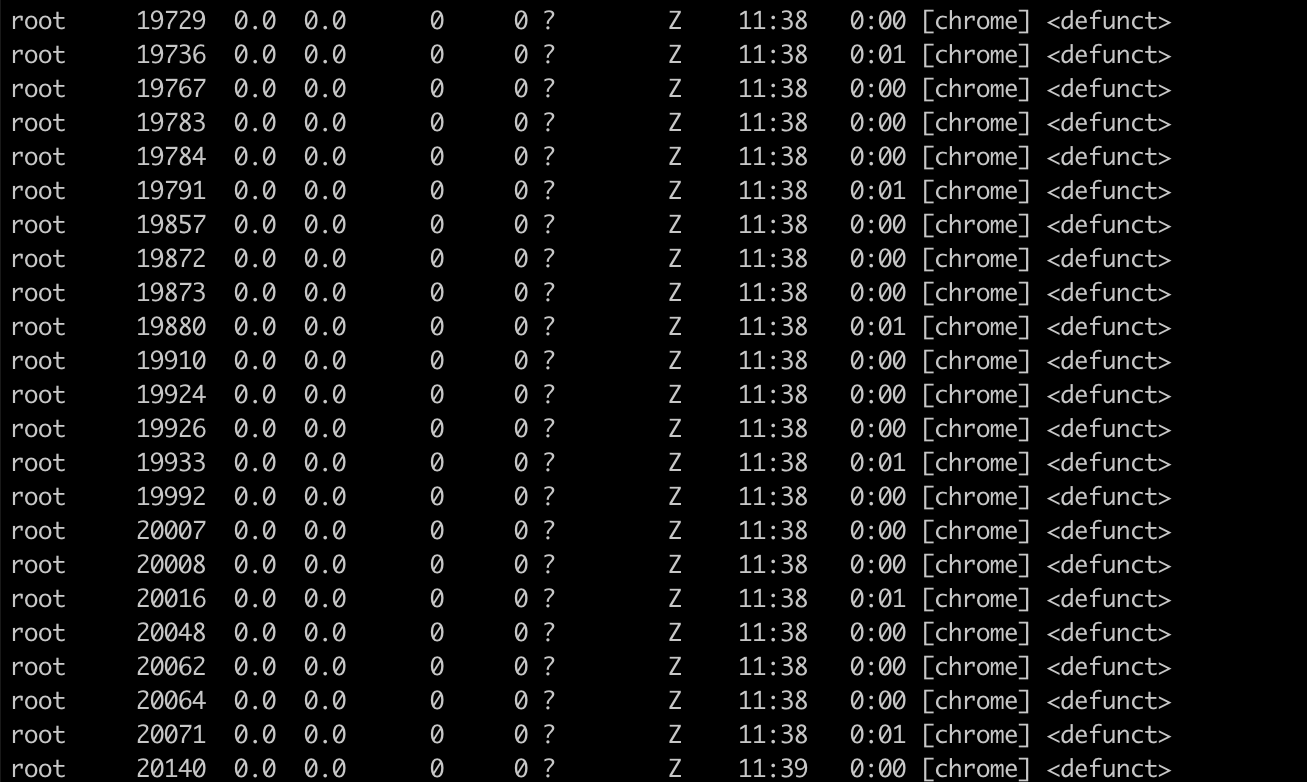 root 19729 0.0 0.0 0 0 ? Z 11:38 0:00 [chrome] <defunct>
root 19736 0.0 0.0 0 0 ? Z 11:38 0:01 [chrome] <defunct>
root 19767 0.0 0.0 0 0 ? Z 11:38 0:00 [chrome] <defunct>
root 19783 0.0 0.0 0 0 ? Z 11:38 0:00 [chrome] <defunct>
root 19784 0.0 0.0 0 0 ? Z 11:38 0:00 [chrome] <defunct>
root 19791 0.0 0.0 0 0 ? Z 11:38 0:01 [chrome] <defunct>
root 19857 0.0 0.0 0 0 ? Z 11:38 0:00 [chrome] <defunct>
root 19872 0.0 0.0 0 0 ? Z 11:38 0:00 [chrome] <defunct>
root 19873 0.0 0.0 0 0 ? Z 11:38 0:00 [chrome] <defunct>
root 19880 0.0 0.0 0 0 ? Z 11:38 0:01 [chrome] <defunct>
root 19910 0.0 0.0 0 0 ? Z 11:38 0:00 [chrome] <defunct>
root 19924 0.0 0.0 0 0 ? Z 11:38 0:00 [chrome] <defunct>
root 19926 0.0 0.0 0 0 ? Z 11:38 0:00 [chrome] <defunct>
root 19933 0.0 0.0 0 0 ? Z 11:38 0:01 [chrome] <defunct>
root 19992 0.0 0.0 0 0 ? Z 11:38 0:00 [chrome] <defunct>
root 20007 0.0 0.0 0 0 ? Z 11:38 0:00 [chrome] <defunct>
root 20008 0.0 0.0 0 0 ? Z 11:38 0:00 [chrome] <defunct>
root 20016 0.0 0.0 0 0 ? Z 11:38 0:01 [chrome] <defunct>
root 20048 0.0 0.0 0 0 ? Z 11:38 0:00 [chrome] <defunct>
root 20062 0.0 0.0 0 0 ? Z 11:38 0:00 [chrome] <defunct>
root 20064 0.0 0.0 0 0 ? Z 11:38 0:00 [chrome] <defunct>
root 20071 0.0 0.0 0 0 ? Z 11:38 0:01 [chrome] <defunct>
root 20140 0.0 0.0 0 0 ? Z 11:39 0:00 [chrome] <defunct>